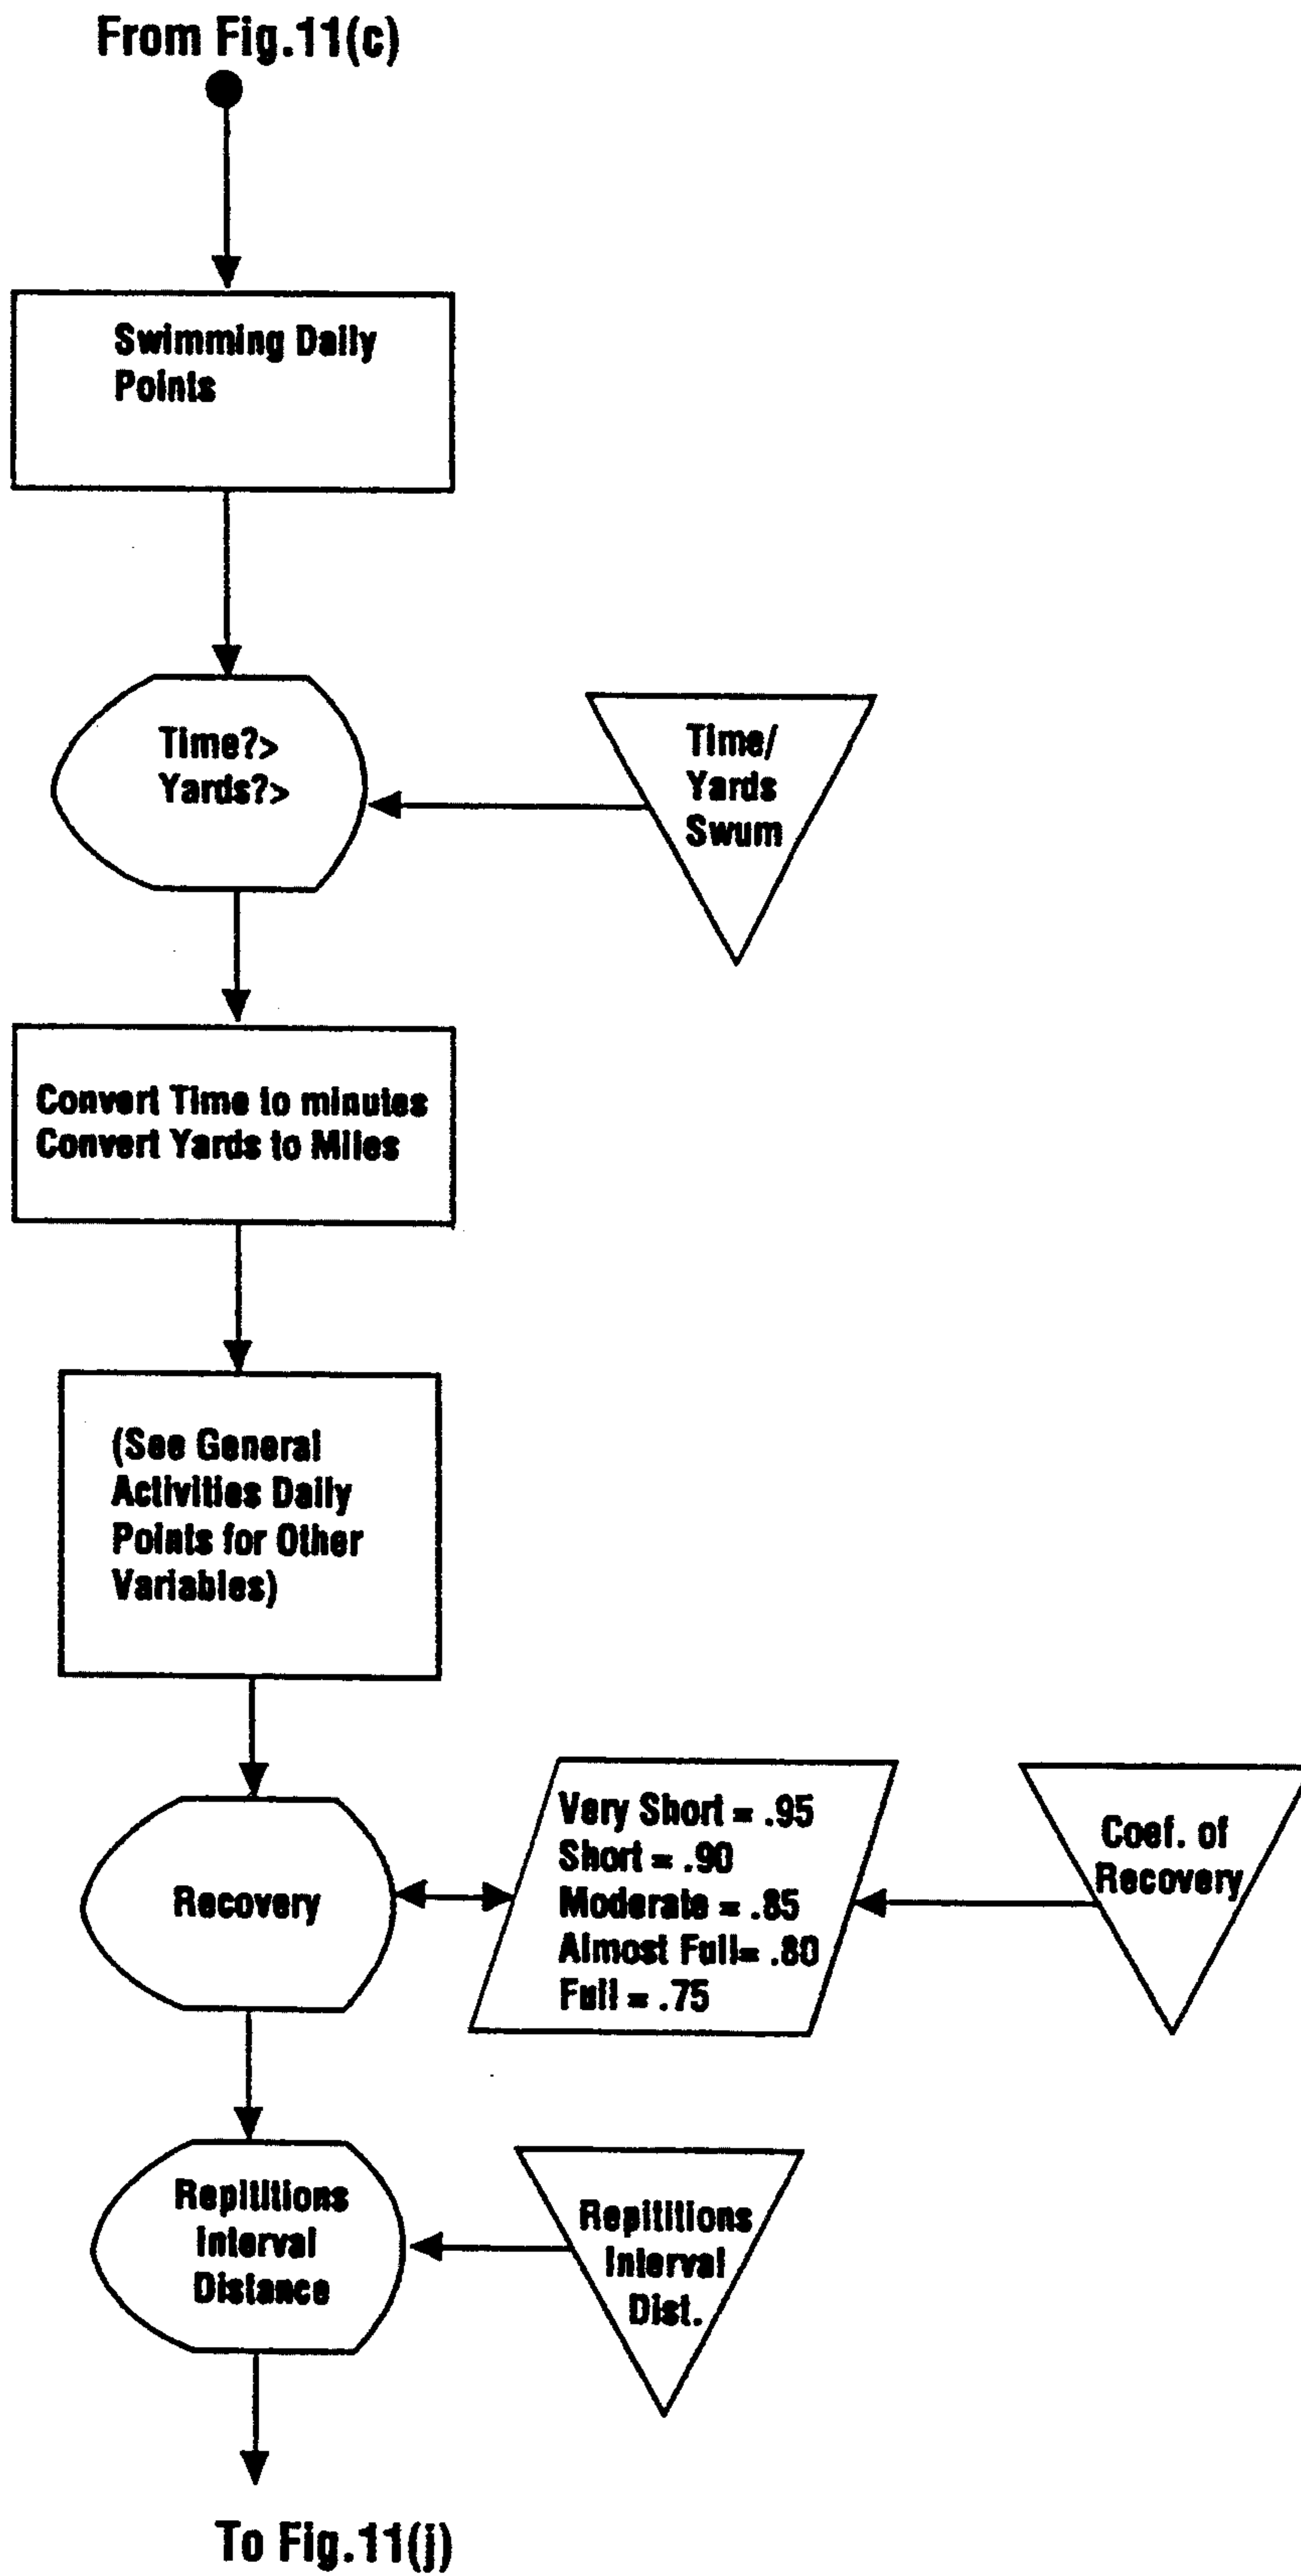 From Fig.11(c)
Swimming Daily
Points
Time?>
Yards?>
Time/
Yards
Swum
Convert Time to minutes
Convert Yards to Miles
(See General
Activities Daily
Points for Other
Variables)
Recovery
Very Short = .95
Short = .90
Moderate = .85
Almost Full= .80
Full = .75
Coef. of
Recovery
Repititions
Interval
Distance
Repititions
Interval
Dist.
To Fig.11(j)